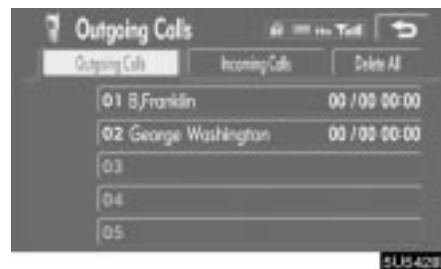 Outgoing Calls
Outgoing Calls Incoming Calls Delete All
01 B,Franklin 00/00 00:00
02 George Washington 00/00 00:00
03
04
05
5U5428